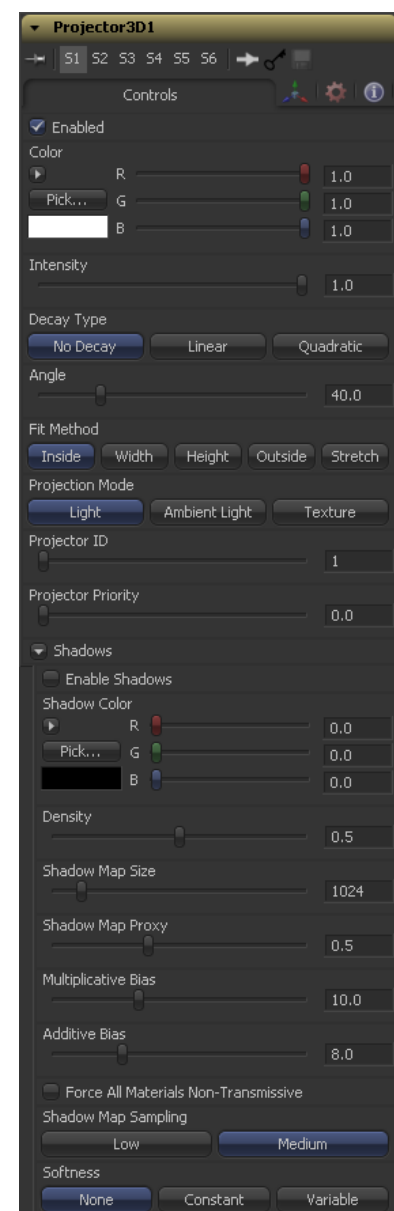 Projector3D1
S1 S2 S3 S4 S5 S6
Controls
Enabled
Color
R 1.0
Pick... G 1.0
B 1.0
Intensity
1.0
Decay Type
No Decay Linear Quadratic
Angle
40.0
Fit Method
Inside Width Height Outside Stretch
Projection Mode
Light Ambient Light Texture
Projector ID
1
Projector Priority
0.0
Shadows
Enable Shadows
Shadow Color
R 0.0
Pick... G 0.0
B 0.0
Density
0.5
Shadow Map Size
1024
Shadow Map Proxy
0.5
Multiplicative Bias
10.0
Additive Bias
8.0
Force All Materials Non-Transmissive
Shadow Map Sampling
Low Medium
Softness
None Constant Variable